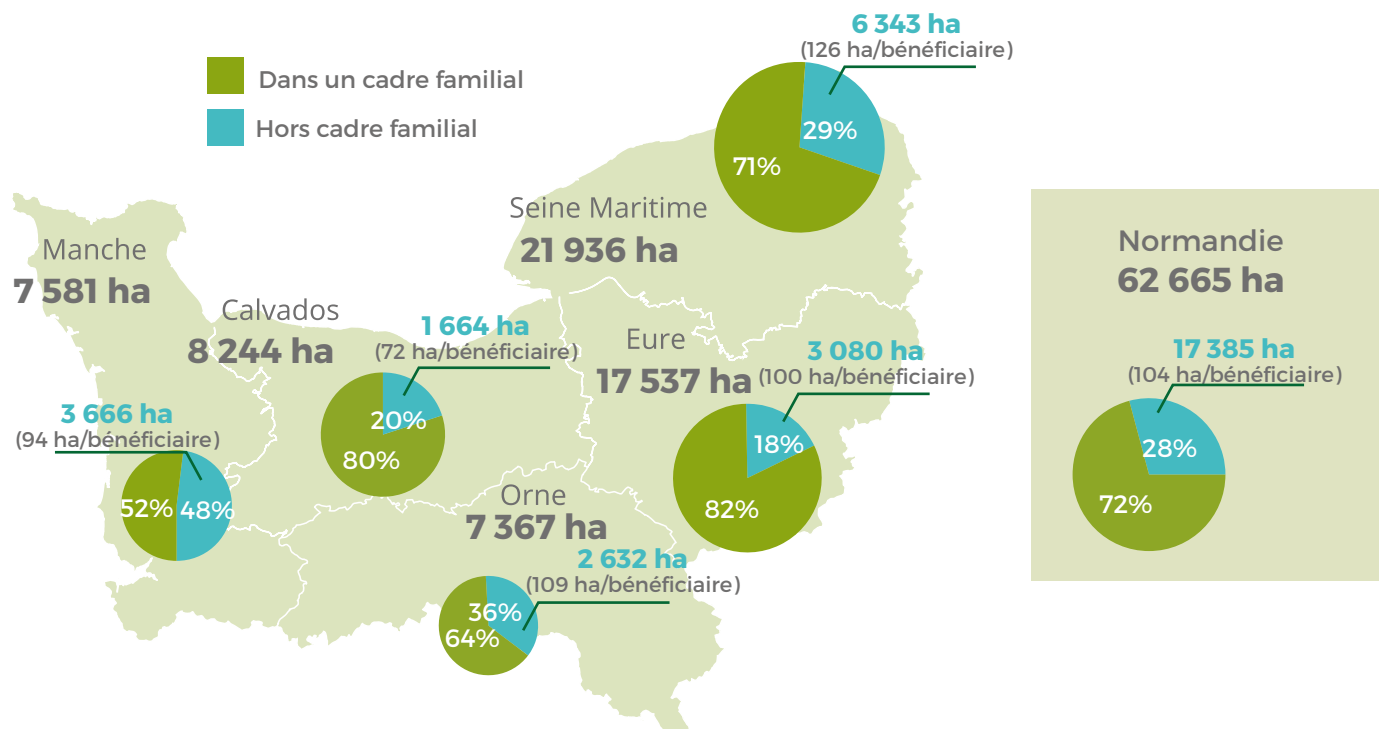 Dans un cadre familial
Hors cadre familial
6 343 ha
(126 ha/bénéficiaire)
29%
71%
Seine Maritime
21 936 ha
Manche
7 581 ha
3 666 ha
(94 ha/bénéficiaire)
52%
48%
Calvados
8 244 ha
1 664 ha
(72 ha/bénéficiaire)
20%
80%
Eure
17 537 ha
3 080 ha
(100 ha/bénéficiaire)
18%
82%
Orne
7 367 ha
2 632 ha
(109 ha/bénéficiaire)
36%
64%
Normandie
62 665 ha
17 385 ha
(104 ha/bénéficiaire)
28%
72%